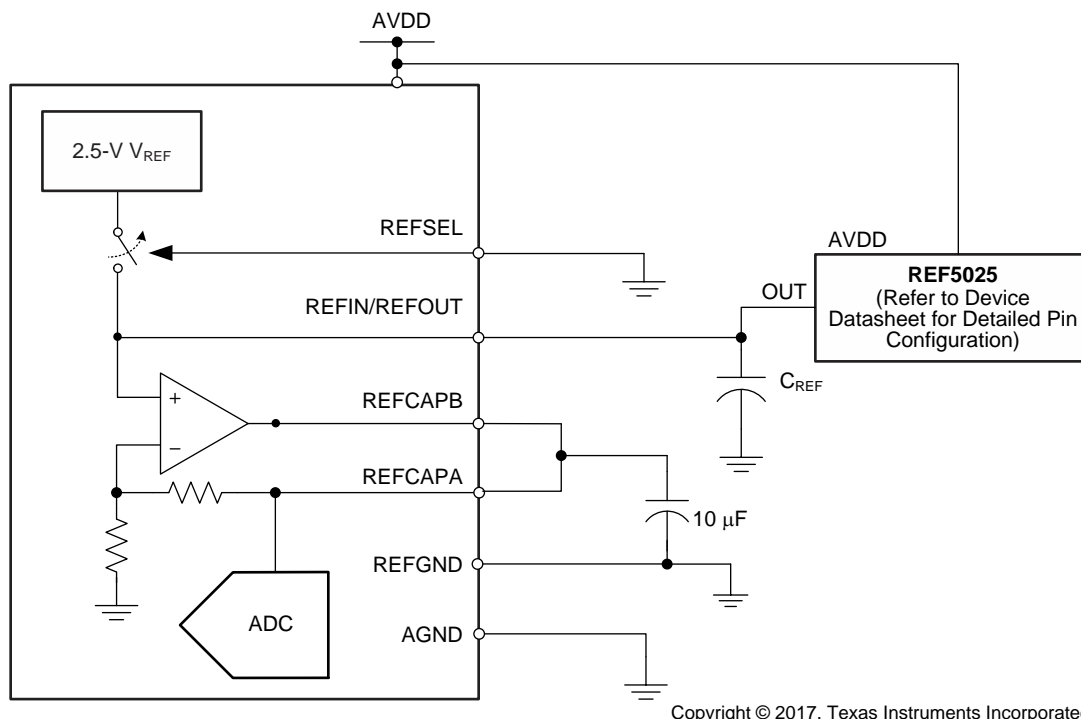 AVDD
2.5-V VREF
REFSEL
AVDD
REF5025
(Refer to Device
Datasheet for Detailed Pin
Configuration)
OUT
REFIN/REFOUT
CREF
+
REFCAPB
−
REFCAPA
10 μF
REFGND
ADC
AGND
Copyright © 2017, Texas Instruments Incorporated